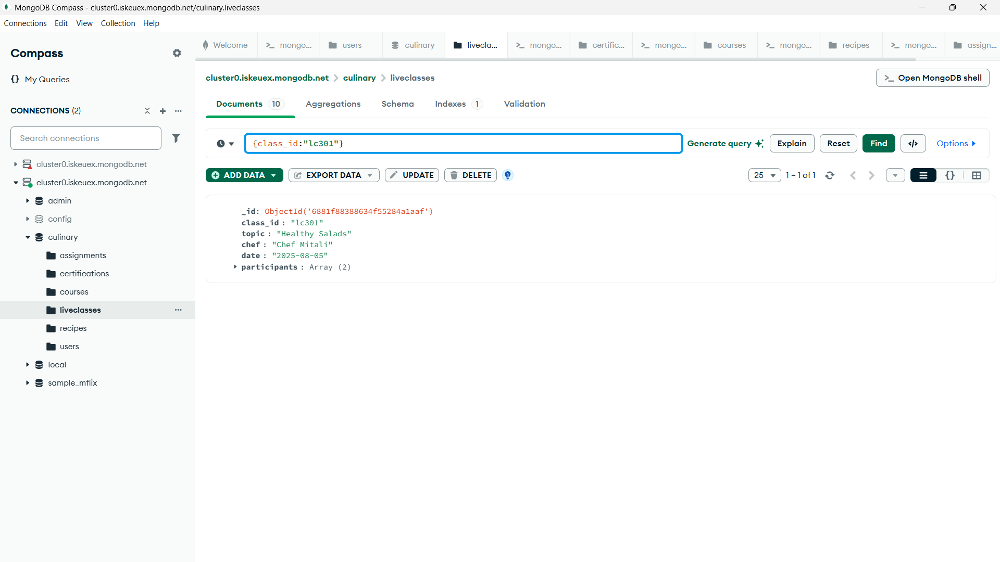 MongoDB Compass - cluster0.iskeuex.mongodb.net/culinary.liveclasses
Connections Edit View Collection Help
Compass
My Queries
CONNECTIONS (2)
Search connections
cluster0.iskeuex.mongodb.net
cluster0.iskeuex.mongodb.net
admin
config
culinary
assignments
certifications
courses
liveclasses
recipes
users
local
sample_mflix
Welcome mongo... users culinary livecla... mongo... certific... mongo... courses mongo... recipes mongo... assign...
cluster0.iskeuex.mongodb.net culinary liveclasses
>_ Open MongoDB shell
Documents 10 Aggregations Schema Indexes 1 Validation
{class_id:"lc301"}
Generate query Explain Reset Find </> Options
ADD DATA EXPORT DATA UPDATE DELETE 25 1 – 1 of 1 {}
_id: ObjectId('6881f88388634f55284a1aaf')
class_id : "lc301"
topic : "Healthy Salads"
chef : "Chef Mitali"
date : "2025-08-05"
participants : Array (2)